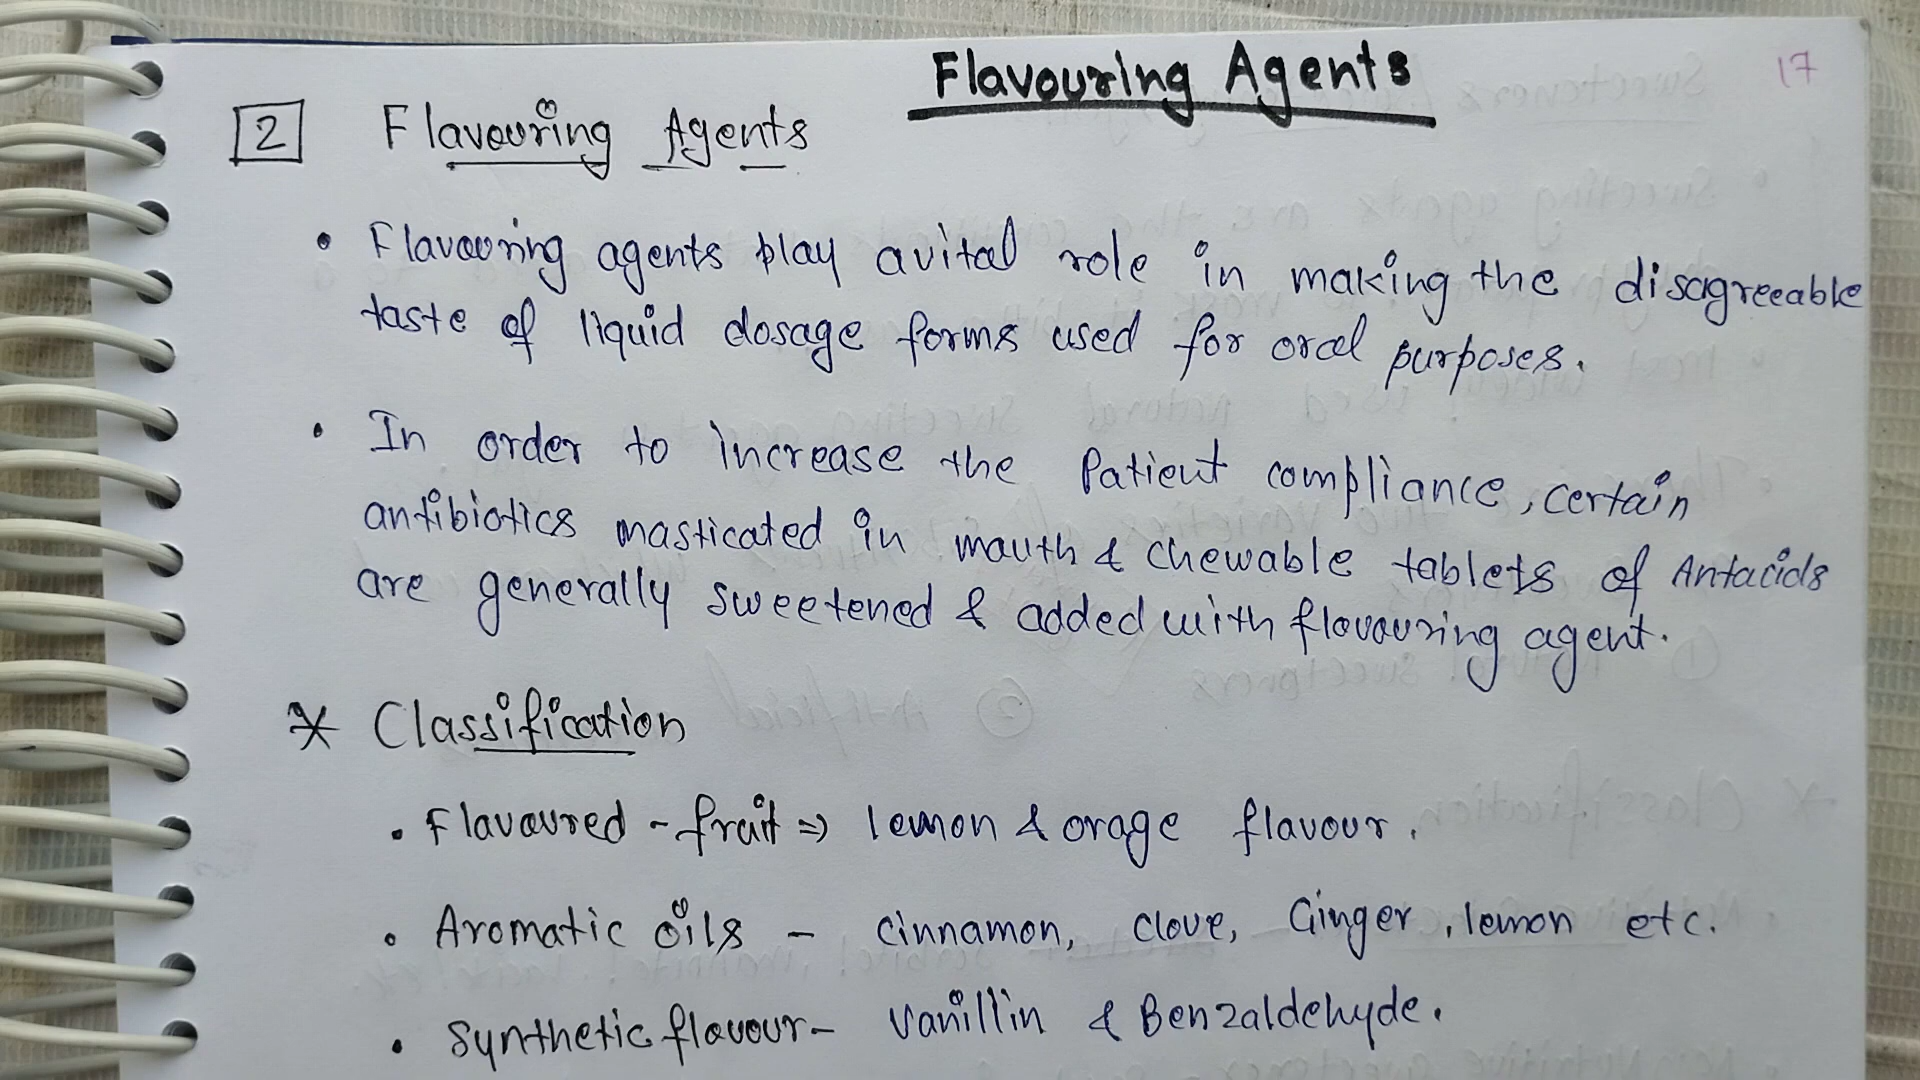 Flavouring Agents
17
2 Flavouring Agents
• Flavouring agents play a vital role in making the disagreeable
taste of liquid dosage forms used for oral purposes.
• In order to increase the Patient compliance, certain
antibiotics masticated in mouth & chewable tablets of Antacids
are generally sweetened & added with flavouring agent.
* Classification
• Flavoured - fruit => lemon & orage flavour.
• Aromatic oils - cinnamon, clove, Ginger, lemon etc.
• Synthetic flavour - Vanillin & Benzaldehyde.